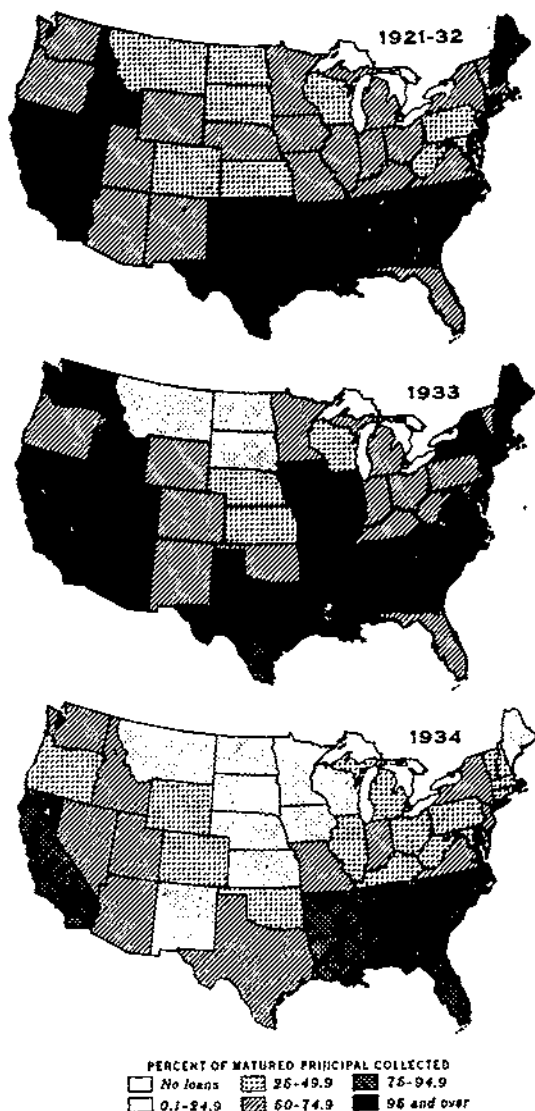 1921-32
1933
1934
PERCENT OF MATURED PRINCIPAL COLLECTED
No loans 25-49.9 75-94.9
0.1-24.9 50-74.9 95 and over